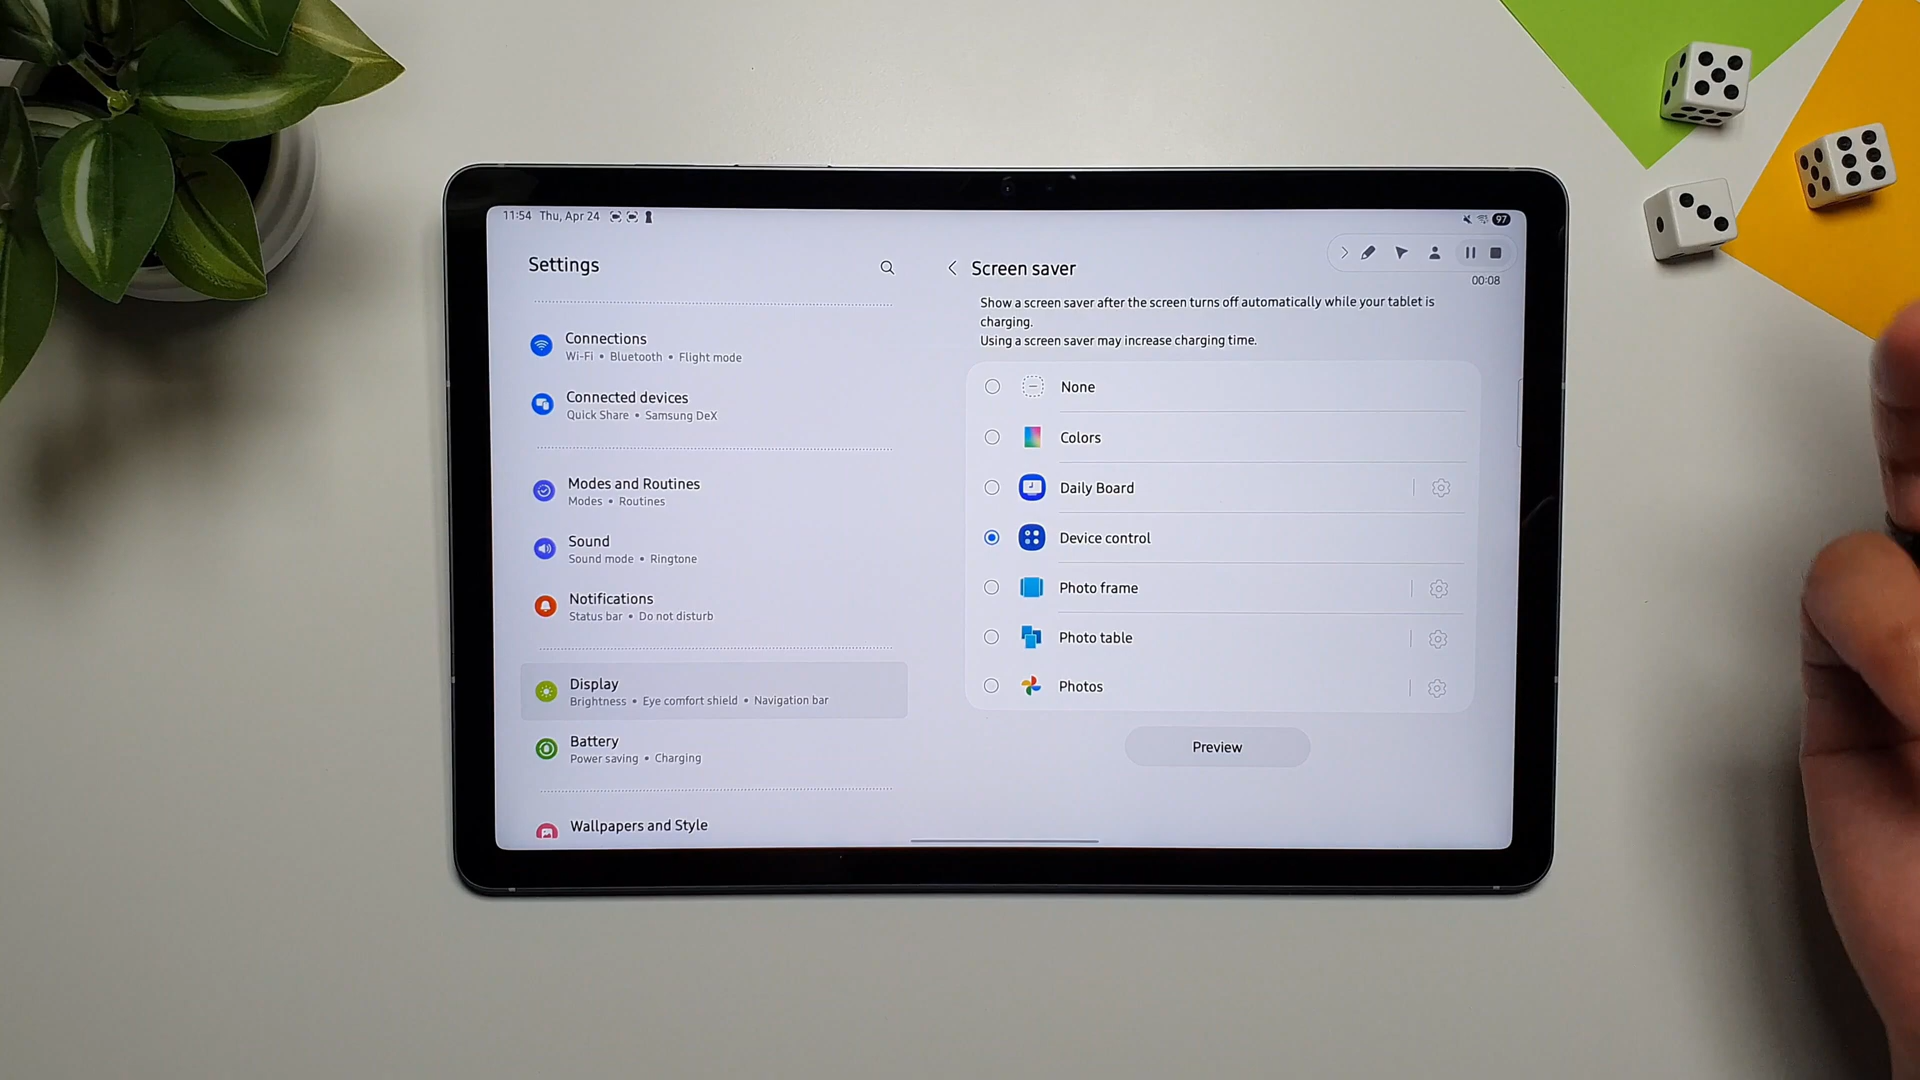 11:54 Thu, Apr 24
97
Settings
Connections
Wi-Fi • Bluetooth • Flight mode
Connected devices
Quick Share • Samsung DeX
Modes and Routines
Modes • Routines
Sound
Sound mode • Ringtone
Notifications
Status bar • Do not disturb
Display
Brightness • Eye comfort shield • Navigation bar
Battery
Power saving • Charging
Wallpapers and Style
Screen saver
00:08
Show a screen saver after the screen turns off automatically while your tablet is
charging.
Using a screen saver may increase charging time.
None
Colors
Daily Board
Device control
Photo frame
Photo table
Photos
Preview